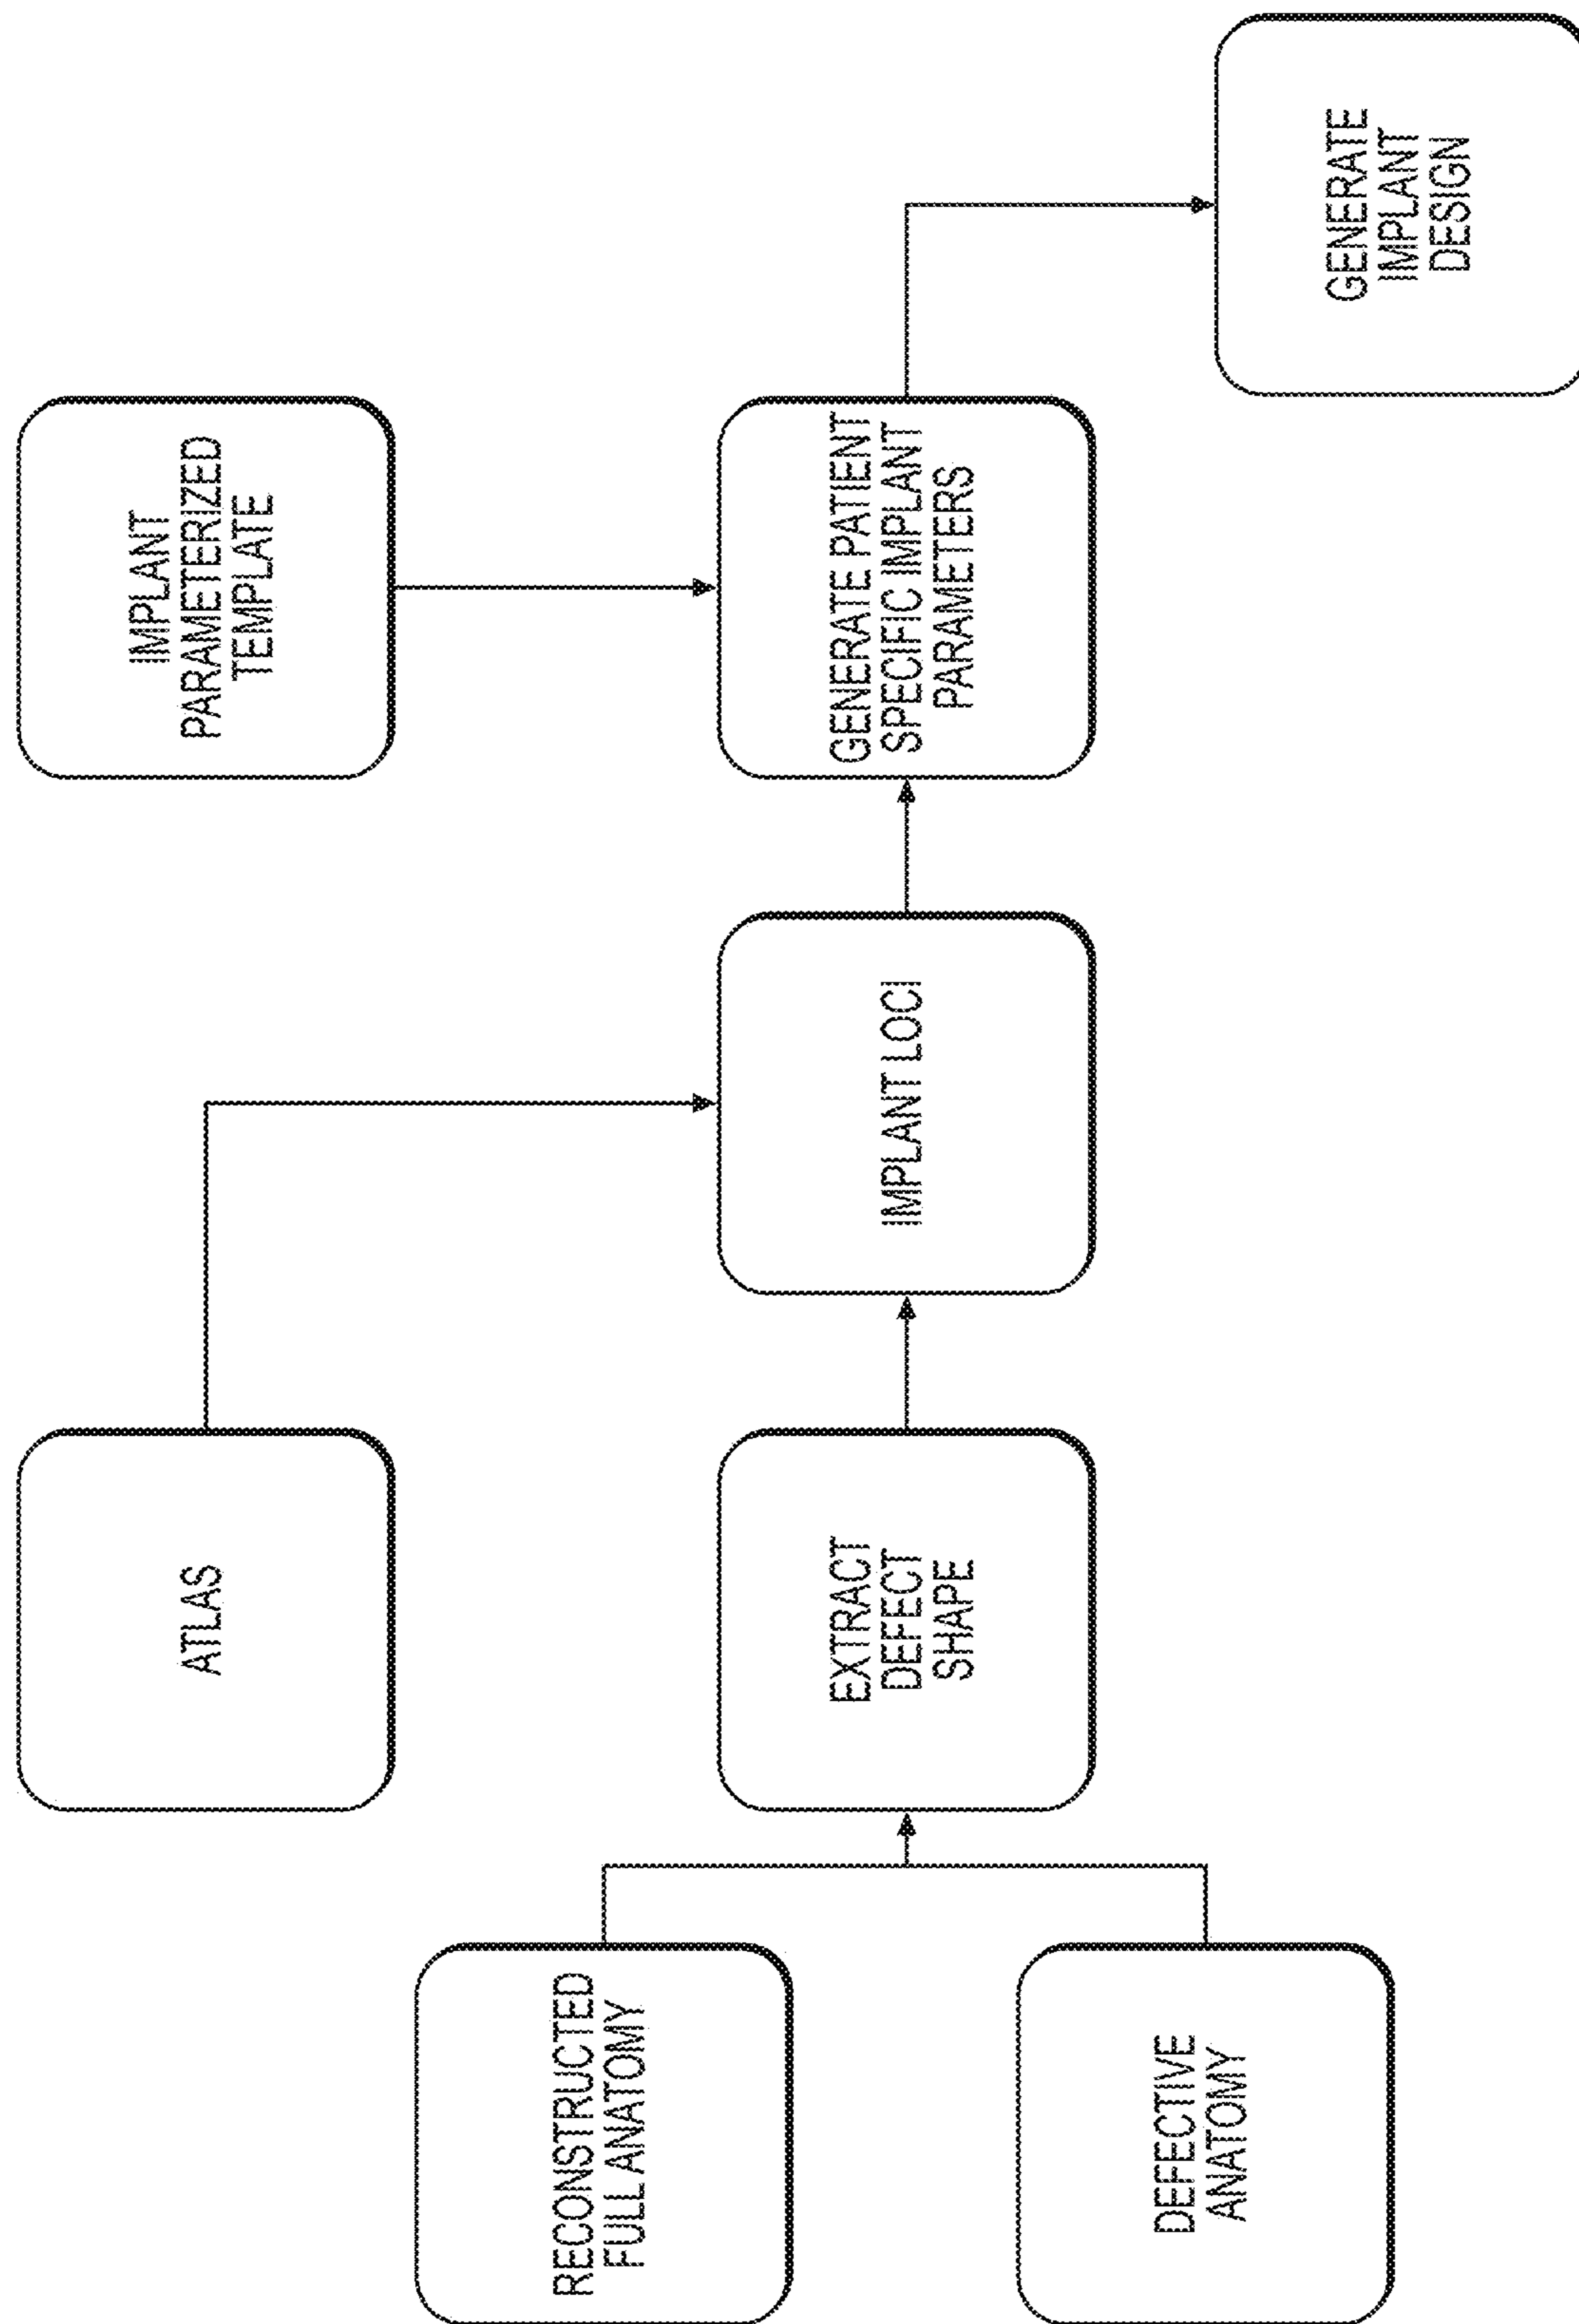 RECONSTRUCTED
FULL ANATOMY
DEFECTIVE
ANATOMY
ATLAS
EXTRACT
DEFECT
SHAPE
IMPLANT LOCI
IMPLANT
PARAMETERIZED
TEMPLATE
GENERATE PATIENT
SPECIFIC IMPLANT
PARAMETERS
GENERATE
IMPLANT
DESIGN